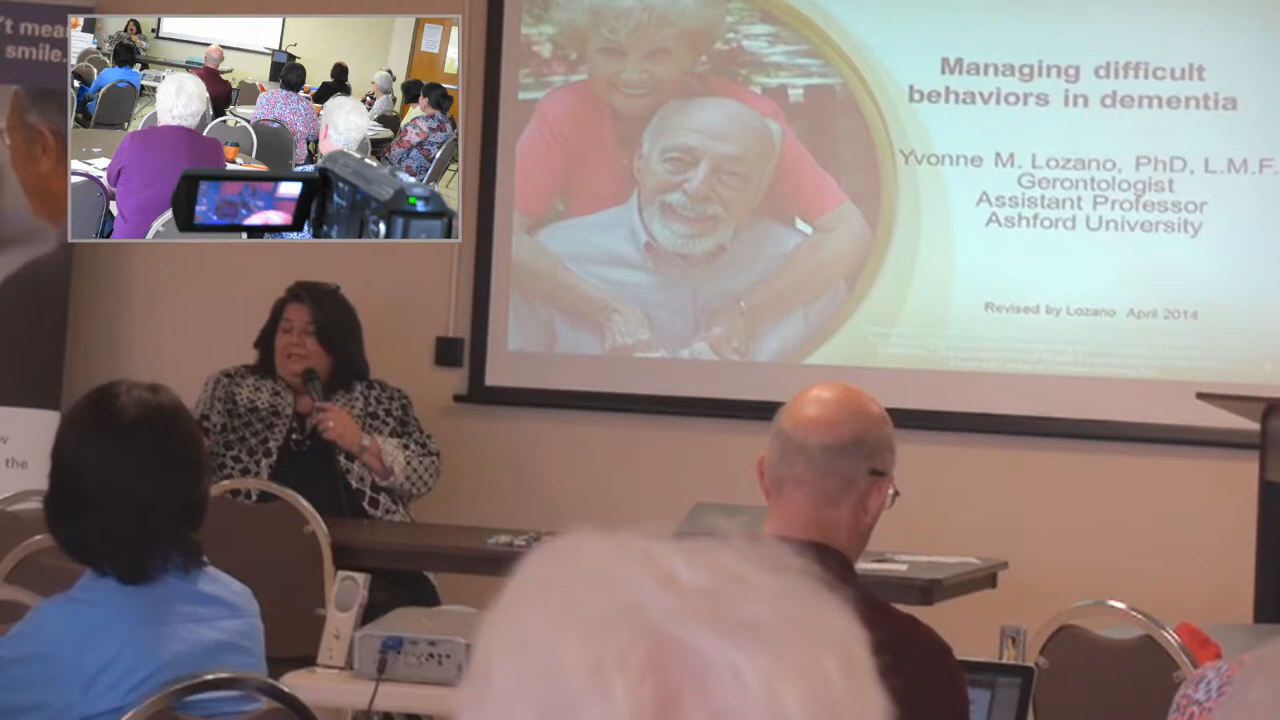 't mea
smile.
Managing difficult
behaviors in dementia
Yvonne M. Lozano, PhD, L.M.F.
Gerontologist
Assistant Professor
Ashford University
Revised by Lozano April 2014
the